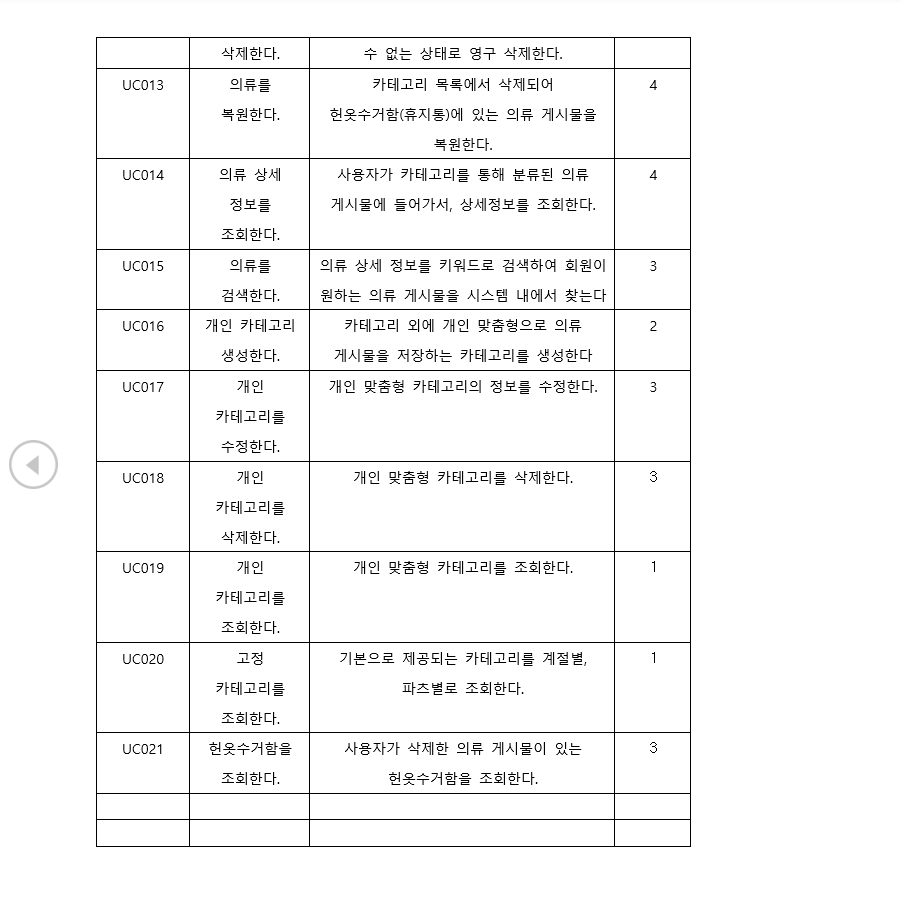 삭제한다. 수 없는 상태로 영구 삭제한다.
UC013 의류를 카테고리 목록에서 삭제되어 4
복원한다. 헌옷수거함(휴지통)에 있는 의류 게시물을
복원한다.
UC014 의류 상세 사용자가 카테고리를 통해 분류된 의류 4
정보를 게시물에 들어가서, 상세정보를 조회한다.
조회한다.
UC015 의류를 의류 상세 정보를 키워드로 검색하여 회원이 3
검색한다. 원하는 의류 게시물을 시스템 내에서 찾는다
UC016 개인 카테고리 카테고리 외에 개인 맞춤형으로 의류 2
생성한다. 게시물을 저장하는 카테고리를 생성한다
UC017 개인 개인 맞춤형 카테고리의 정보를 수정한다. 3
카테고리를
수정한다.
UC018 개인 개인 맞춤형 카테고리를 삭제한다. 3
카테고리를
삭제한다.
UC019 개인 개인 맞춤형 카테고리를 조회한다. 1
카테고리를
조회한다.
UC020 고정 기본으로 제공되는 카테고리를 계절별, 1
카테고리를 파츠별로 조회한다.
조회한다.
UC021 헌옷수거함을 사용자가 삭제한 의류 게시물이 있는 3
조회한다. 헌옷수거함을 조회한다.